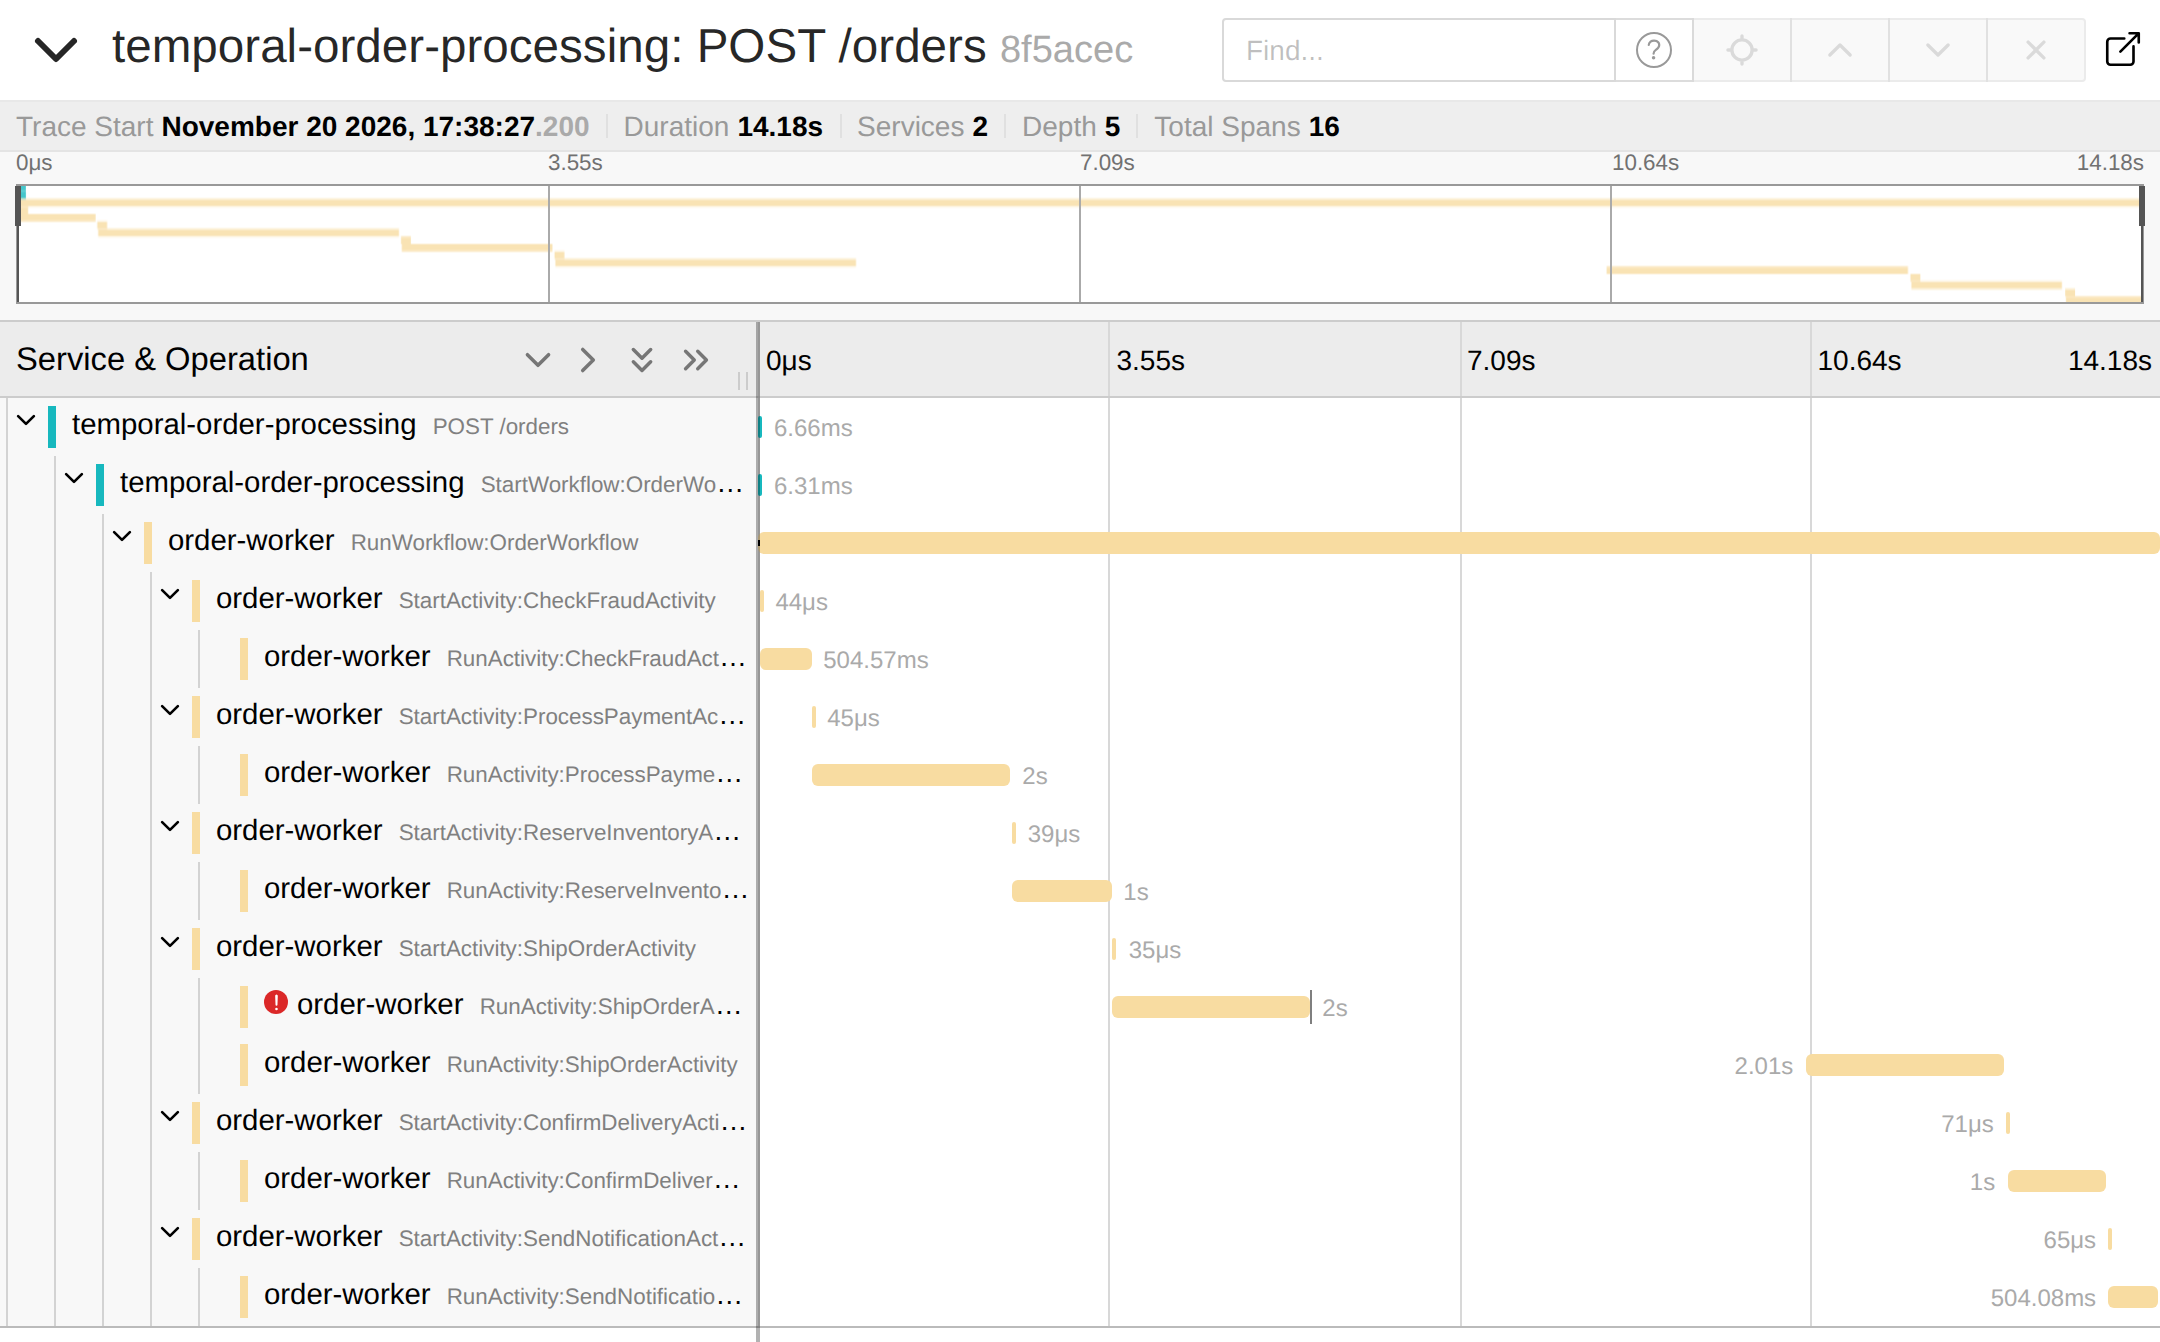 temporal-order-processing: POST /orders 8f5acec Find...
Trace Start November 20 2026, 17:38:27.200 Duration 14.18s Services 2 Depth 5 Total Spans 16
0μs 3.55s 7.09s 10.64s 14.18s
Service & Operation 0μs 3.55s 7.09s 10.64s 14.18s
temporal-order-processing POST /orders 6.66ms
temporal-order-processing StartWorkflow:OrderWo... 6.31ms
order-worker RunWorkflow:OrderWorkflow
order-worker StartActivity:CheckFraudActivity 44μs
order-worker RunActivity:CheckFraudAct... 504.57ms
order-worker StartActivity:ProcessPaymentAc... 45μs
order-worker RunActivity:ProcessPayme... 2s
order-worker StartActivity:ReserveInventoryA... 39μs
order-worker RunActivity:ReserveInvento... 1s
order-worker StartActivity:ShipOrderActivity 35μs
order-worker RunActivity:ShipOrderA... 2s
order-worker RunActivity:ShipOrderActivity 2.01s
order-worker StartActivity:ConfirmDeliveryActi... 71μs
order-worker RunActivity:ConfirmDeliver... 1s
order-worker StartActivity:SendNotificationAct... 65μs
order-worker RunActivity:SendNotificatio... 504.08ms